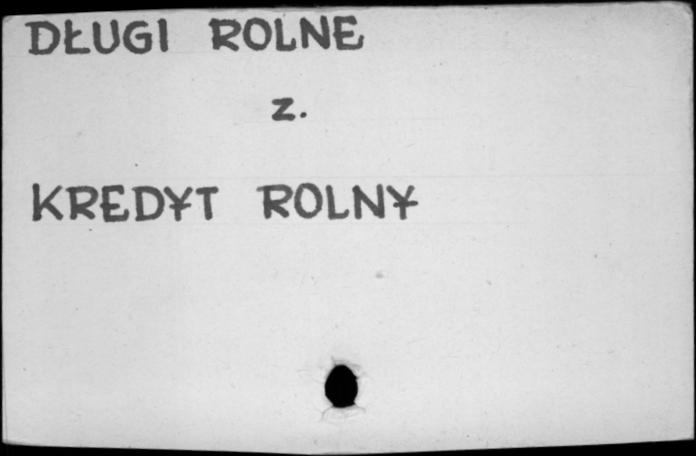 DŁUGI ROLNE
z.
KREDYT ROLNY